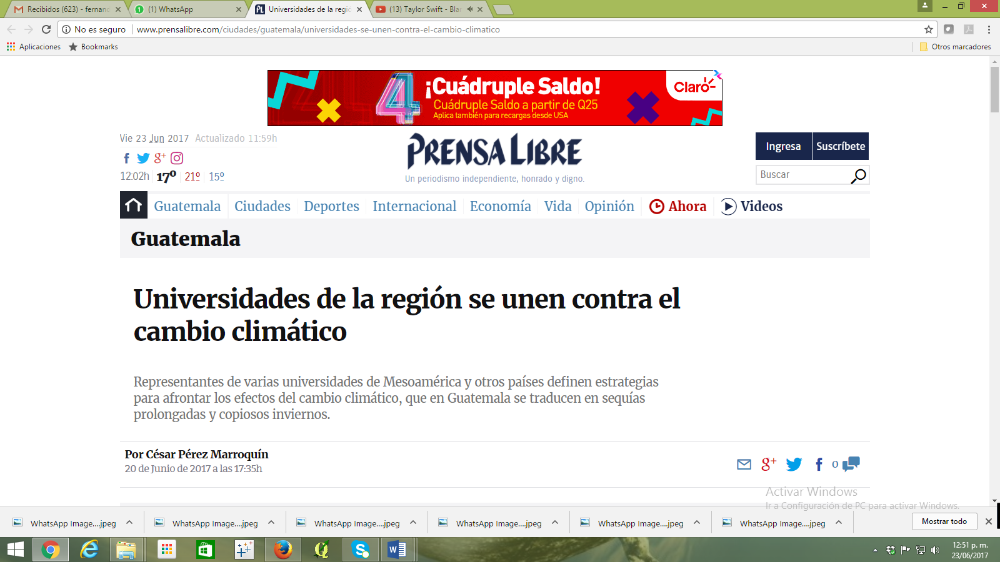 Recibidos (623) - fernand
(1) WhatsApp
Universidades de la regió
(13) Taylor Swift - Blan
No es seguro
www.prensalibre.com/ciudades/guatemala/universidades-se-unen-contra-el-cambio-climatico
Aplicaciones
Bookmarks
Otros marcadores
4 ¡Cuádruple Saldo!
Cuádruple Saldo a partir de Q25
Aplica también para recargas desde USA
Claro
Vie 23 Jun 2017 Actualizado 11:59h
12:02h 17º 21º 15º
PRENSA LIBRE
Un periodismo independiente, honrado y digno.
Ingresa
Suscríbete
Buscar
Guatemala Ciudades Deportes Internacional Economía Vida Opinión Ahora Videos
Guatemala
Universidades de la región se unen contra el
cambio climático
Representantes de varias universidades de Mesoamérica y otros países definen estrategias
para afrontar los efectos del cambio climático, que en Guatemala se traducen en sequías
prolongadas y copiosos inviernos.
Por César Pérez Marroquín
20 de Junio de 2017 a las 17:35h
0
Activar Windows
Ir a Configuración de PC para activar Windows.
WhatsApp Image....jpeg
WhatsApp Image....jpeg
WhatsApp Image....jpeg
WhatsApp Image....jpeg
WhatsApp Image....jpeg
WhatsApp Image....jpeg
Mostrar todo
12:51 p. m.
23/06/2017